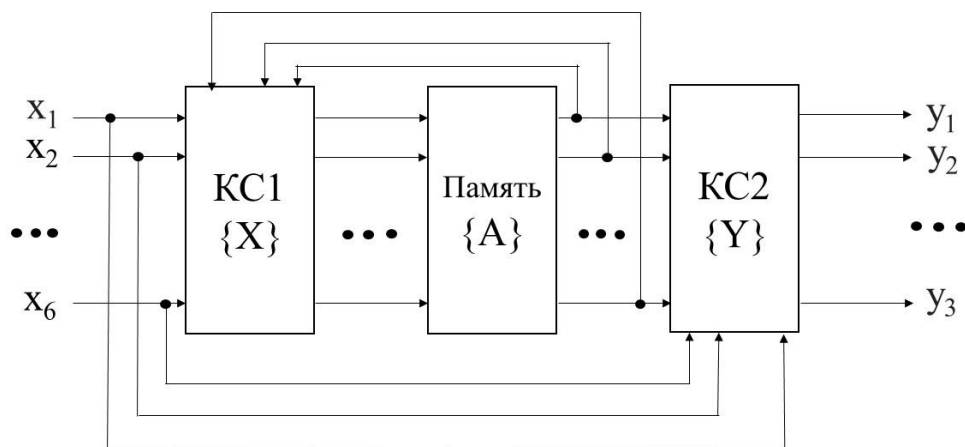 x₁
x₂
x₆
КС1
{X}
Память
{A}
КС2
{Y}
y₁
y₂
y₃